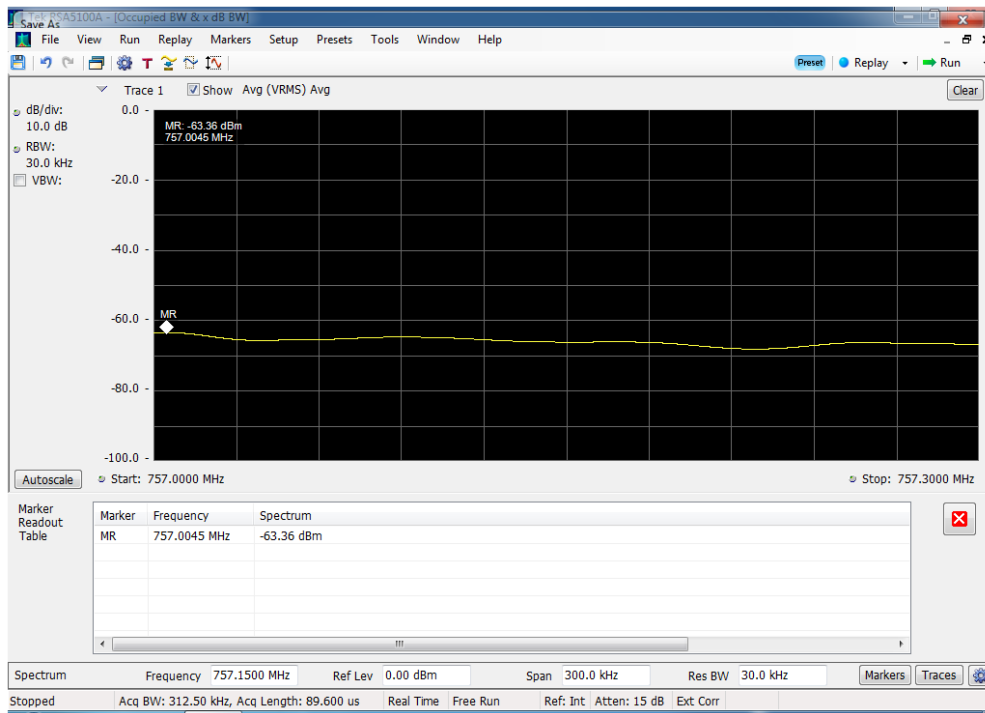 Tek RSA5100A - [Occupied BW & x dB BW]
Save As
File View Run Replay Markers Setup Presets Tools Window Help
T Preset Replay Run
Trace 1 Show Avg (VRMS) Avg Clear
dB/div:
10.0 dB
RBW:
30.0 kHz
VBW:
0.0 -
-20.0 -
-40.0 -
-60.0 -
-80.0 -
-100.0 -
MR: -63.36 dBm
757.0045 MHz
MR
Autoscale Start: 757.0000 MHz Stop: 757.3000 MHz
Marker
Readout
Table
Marker Frequency Spectrum
MR 757.0045 MHz -63.36 dBm
Spectrum Frequency 757.1500 MHz Ref Lev 0.00 dBm Span 300.0 kHz Res BW 30.0 kHz Markers Traces
Stopped Acq BW: 312.50 kHz, Acq Length: 89.600 us Real Time Free Run Ref: Int Atten: 15 dB Ext Corr